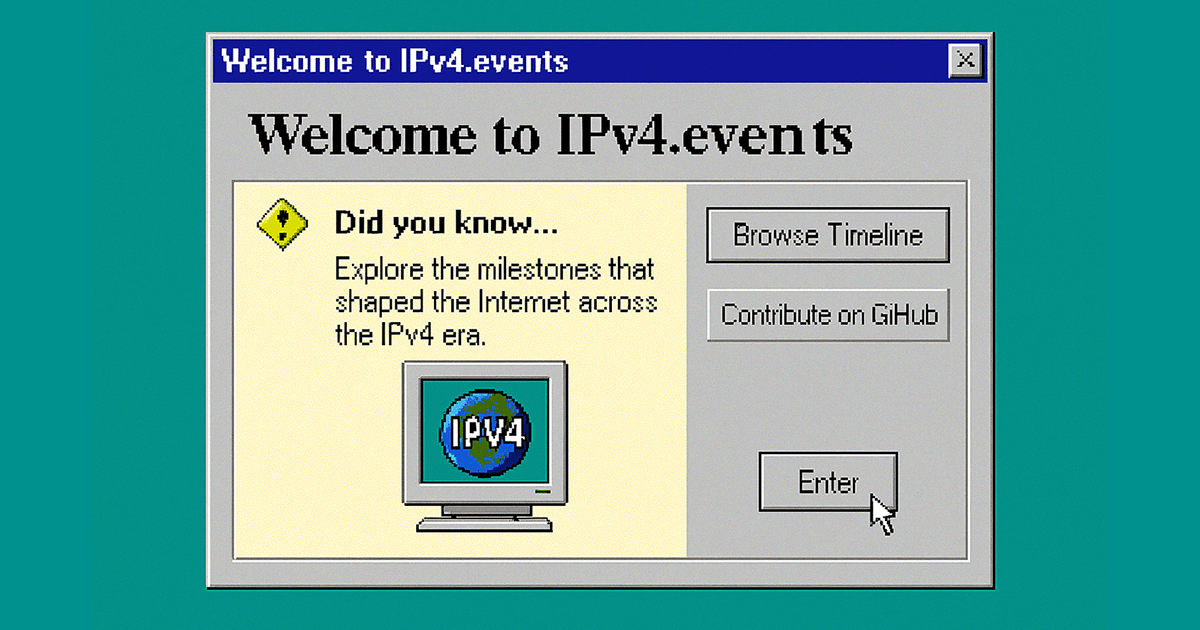 Welcome to IPv4.events
Welcome to IPv4.events
Did you know...
Explore the milestones that
shaped the Internet across
the IPv4 era.
IPV4
Browse Timeline
Contribute on GiHub
Enter